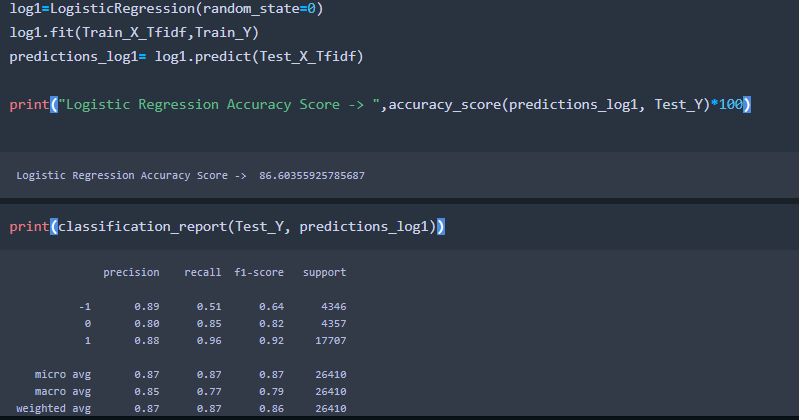 log1=LogisticRegression(random_state=0)
log1.fit(Train_X_Tfidf,Train_Y)
predictions_log1= log1.predict(Test_X_Tfidf)
print("Logistic Regression Accuracy Score -> ",accuracy_score(predictions_log1, Test_Y)*100)
Logistic Regression Accuracy Score ->  86.60355925785687
print(classification_report(Test_Y, predictions_log1))
precision    recall  f1-score   support
-1       0.89      0.51      0.64      4346
0       0.80      0.85      0.82      4357
1       0.88      0.96      0.92     17707
micro avg       0.87      0.87      0.87     26410
macro avg       0.85      0.77      0.79     26410
weighted avg       0.87      0.87      0.86     26410